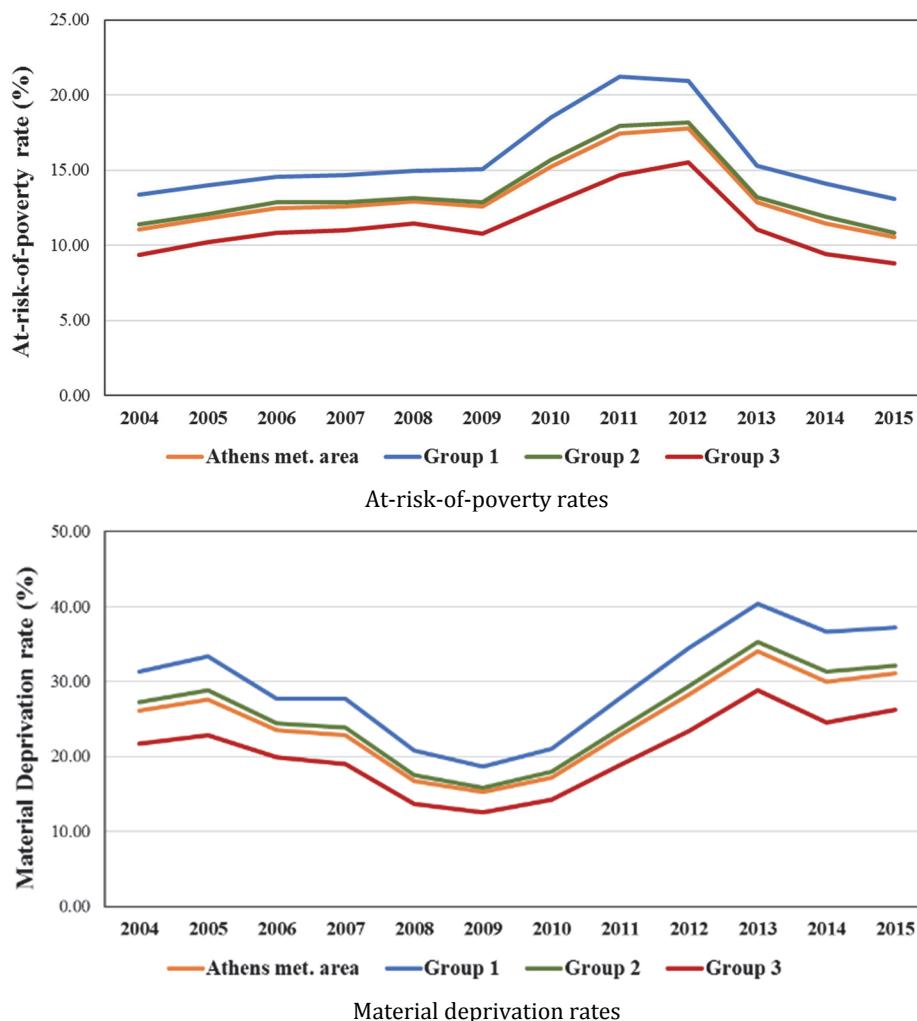 At-risk-of-poverty rate (%)
25.00
20.00
15.00
10.00
5.00
0.00
2004 2005 2006 2007 2008 2009 2010 2011 2012 2013 2014 2015
Athens met. area Group 1 Group 2 Group 3
At-risk-of-poverty rates
Material Deprivation rate (%)
50.00
40.00
30.00
20.00
10.00
0.00
2004 2005 2006 2007 2008 2009 2010 2011 2012 2013 2014 2015
Athens met. area Group 1 Group 2 Group 3
Material deprivation rates